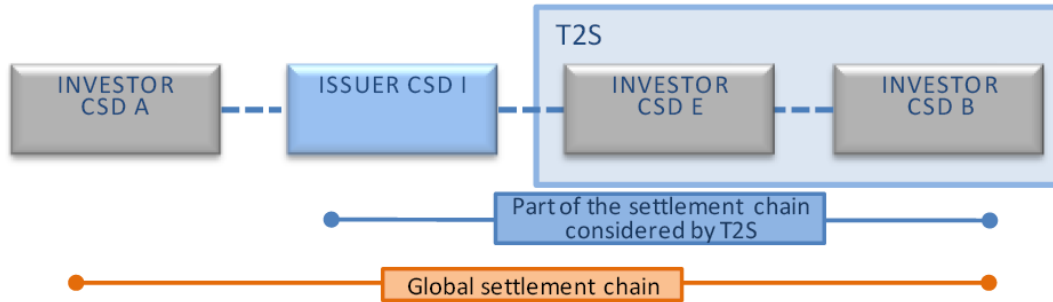 T2S
INVESTOR
CSD A
ISSUER CSD I
INVESTOR
CSD E
INVESTOR
CSD B
Part of the settlement chain
considered by T2S
Global settlement chain